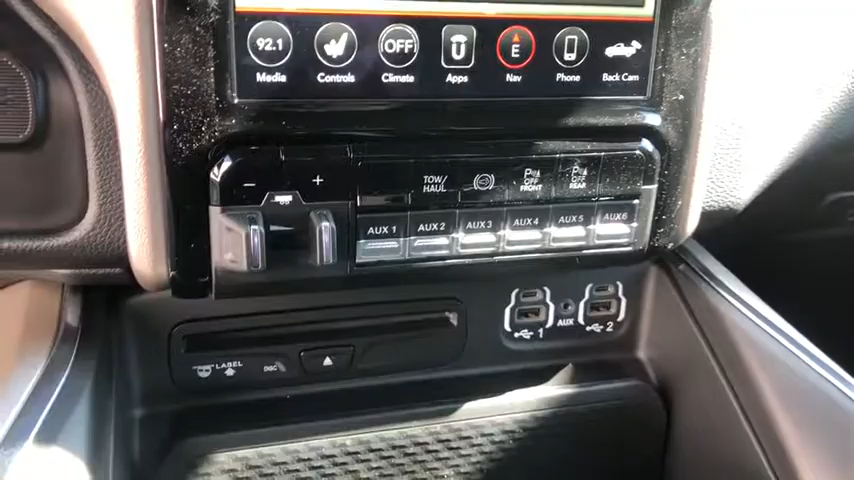 92.1 OFF E
Media Controls Climate Apps Nav Phone Back Cam
- + TOW/HAUL P OFF FRONT P OFF REAR
AUX 1 AUX 2 AUX 3 AUX 4 AUX 5 AUX 6
1 AUX 2
LABEL
DISC